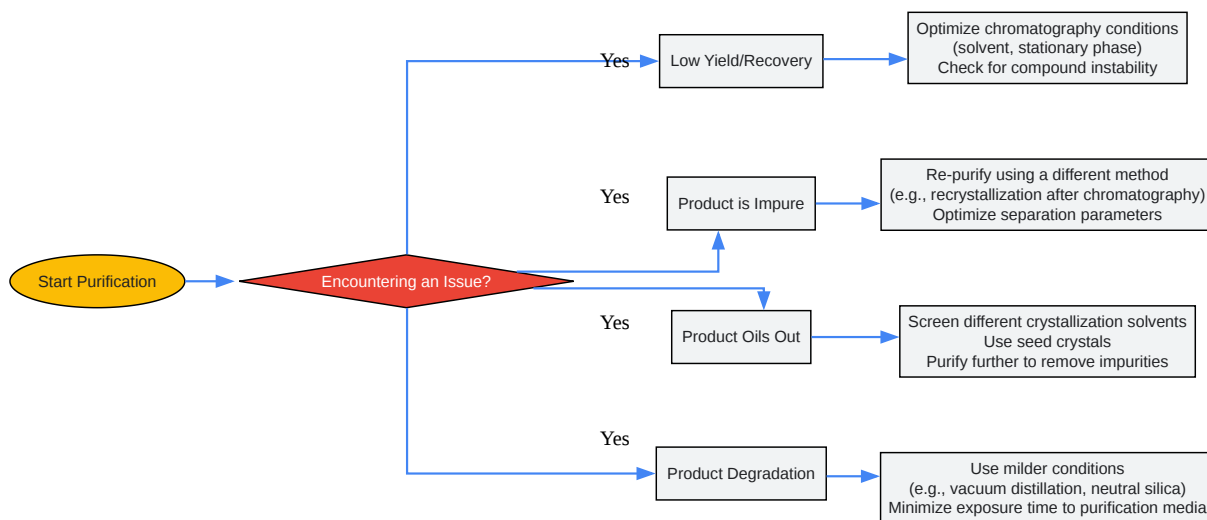 Start Purification
Encountering an Issue?
Yes
Low Yield/Recovery
Optimize chromatography conditions
(solvent, stationary phase)
Check for compound instability
Yes
Product is Impure
Re-purify using a different method
(e.g., recrystallization after chromatography)
Optimize separation parameters
Yes
Product Oils Out
Screen different crystallization solvents
Use seed crystals
Purify further to remove impurities
Yes
Product Degradation
Use milder conditions
(e.g., vacuum distillation, neutral silica)
Minimize exposure time to purification media